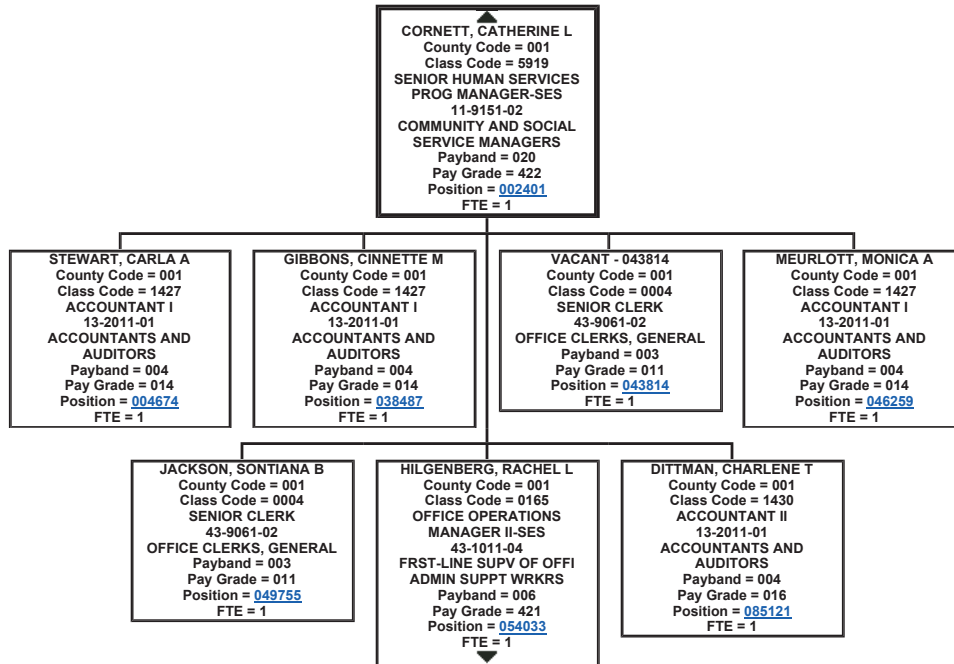 CORNETT, CATHERINE L
County Code = 001
Class Code = 5919
SENIOR HUMAN SERVICES
PROG MANAGER-SES
11-9151-02
COMMUNITY AND SOCIAL
SERVICE MANAGERS
Payband = 020
Pay Grade = 422
Position = 002401
FTE = 1
STEWART, CARLA A
County Code = 001
Class Code = 1427
ACCOUNTANT I
13-2011-01
ACCOUNTANTS AND
AUDITORS
Payband = 004
Pay Grade = 014
Position = 004674
FTE = 1
GIBBONS, CINNETTE M
County Code = 001
Class Code = 1427
ACCOUNTANT I
13-2011-01
ACCOUNTANTS AND
AUDITORS
Payband = 004
Pay Grade = 014
Position = 038487
FTE = 1
VACANT - 043814
County Code = 001
Class Code = 0004
SENIOR CLERK
43-9061-02
OFFICE CLERKS, GENERAL
Payband = 003
Pay Grade = 011
Position = 043814
FTE = 1
MEURLOTT, MONICA A
County Code = 001
Class Code = 1427
ACCOUNTANT I
13-2011-01
ACCOUNTANTS AND
AUDITORS
Payband = 004
Pay Grade = 014
Position = 046259
FTE = 1
JACKSON, SONTIANA B
County Code = 001
Class Code = 0004
SENIOR CLERK
43-9061-02
OFFICE CLERKS, GENERAL
Payband = 003
Pay Grade = 011
Position = 049755
FTE = 1
HILGENBERG, RACHEL L
County Code = 001
Class Code = 0165
OFFICE OPERATIONS
MANAGER II-SES
43-1011-04
FRST-LINE SUPV OF OFFI
ADMIN SUPPT WRKRS
Payband = 006
Pay Grade = 421
Position = 054033
FTE = 1
DITTMAN, CHARLENE T
County Code = 001
Class Code = 1430
ACCOUNTANT II
13-2011-01
ACCOUNTANTS AND
AUDITORS
Payband = 004
Pay Grade = 016
Position = 085121
FTE = 1